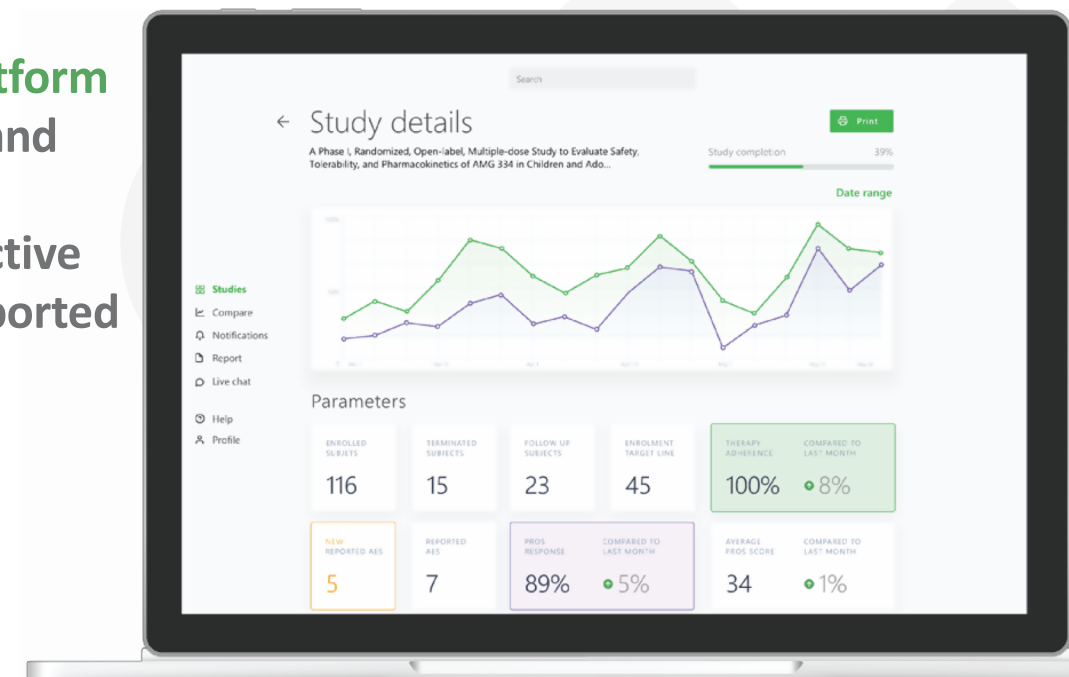 tform
and
ctive
ported
Search
← Study details
Print
A Phase I, Randomized, Open-label, Multiple-dose Study to Evaluate Safety,
Tolerability, and Pharmacokinetics of AMG 334 in Children and Ado...
Study completion 39%
Date range
Studies
Compare
Notifications
Report
Live chat
Help
Profile
Parameters
ENROLLED
SUBJETS
116
TERMINATED
SUBJECTS
15
FOLLOW UP
SUBJECTS
23
ENROLMENT
TARGET LINE
45
THERAPY
ADHERENCE
100%
COMPARED TO
LAST MONTH
8%
NEW
REPORTED AES
5
REPORTED
AES
7
PROS
RESPONSE
89%
COMPARED TO
LAST MONTH
5%
AVERAGE
PROS SCORE
34
COMPARED TO
LAST MONTH
1%